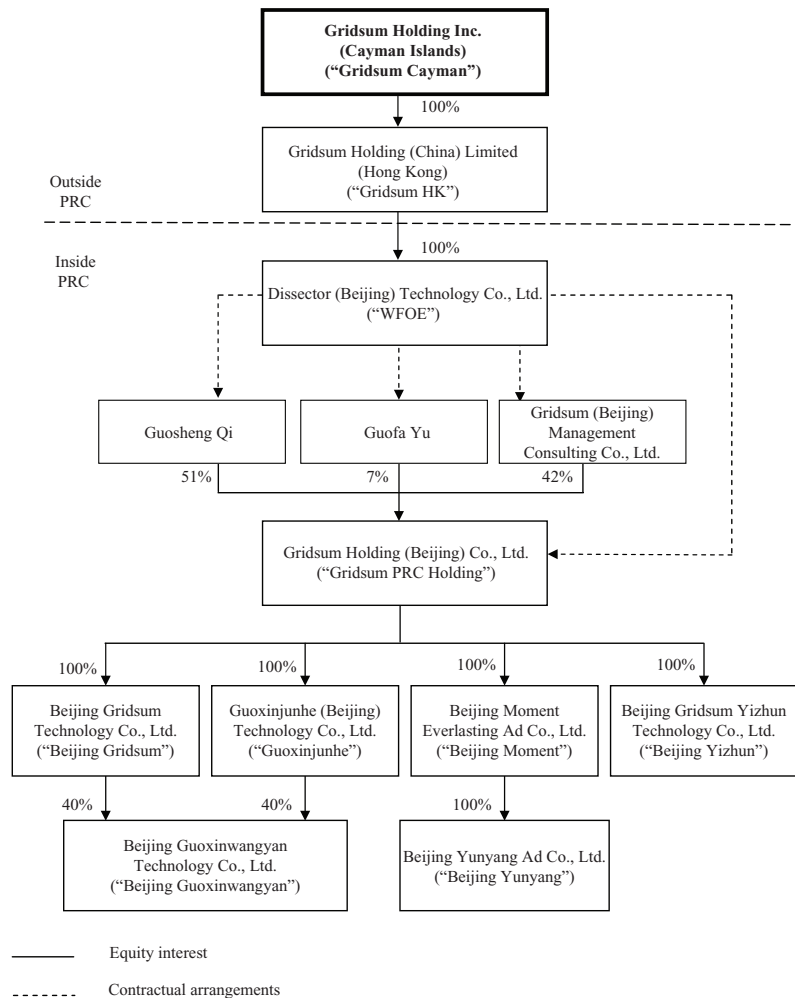 Gridsum Holding Inc.
(Cayman Islands)
(“Gridsum Cayman”)
100%
Gridsum Holding (China) Limited
(Hong Kong)
(“Gridsum HK”)
Outside
PRC
Inside
PRC
100%
Dissector (Beijing) Technology Co., Ltd.
(“WFOE”)
Guosheng Qi
Guofa Yu
Gridsum (Beijing)
Management
Consulting Co., Ltd.
51%
7%
42%
Gridsum Holding (Beijing) Co., Ltd.
(“Gridsum PRC Holding”)
100%
100%
100%
100%
Beijing Gridsum
Technology Co., Ltd.
(“Beijing Gridsum”)
Guoxinjunhe (Beijing)
Technology Co., Ltd.
(“Guoxinjunhe”)
Beijing Moment
Everlasting Ad Co., Ltd.
(“Beijing Moment”)
Beijing Gridsum Yizhun
Technology Co., Ltd.
(“Beijing Yizhun”)
40%
40%
100%
Beijing Guoxinwangyan
Technology Co., Ltd.
(“Beijing Guoxinwangyan”)
Beijing Yunyang Ad Co., Ltd.
(“Beijing Yunyang”)
Equity interest
Contractual arrangements